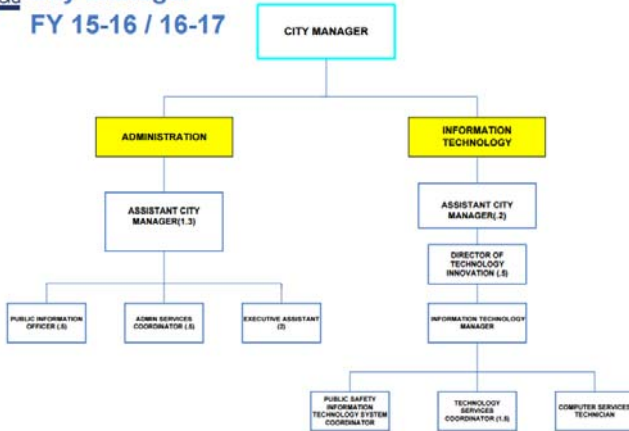 FY 15-16 / 16-17
CITY MANAGER
ADMINISTRATION
INFORMATION
TECHNOLOGY
ASSISTANT CITY
MANAGER(1.3)
ASSISTANT CITY
MANAGER(.2)
DIRECTOR OF
TECHNOLOGY
INNOVATION (.5)
PUBLIC INFORMATION
OFFICER (.5)
ADMIN SERVICES
COORDINATOR (.5)
EXECUTIVE ASSISTANT
(2)
INFORMATION TECHNOLOGY
MANAGER
PUBLIC SAFETY
INFORMATION
TECHNOLOGY SYSTEM
COORDINATOR
TECHNOLOGY
SERVICES
COORDINATOR (1.5)
COMPUTER SERVICES
TECHNICIAN